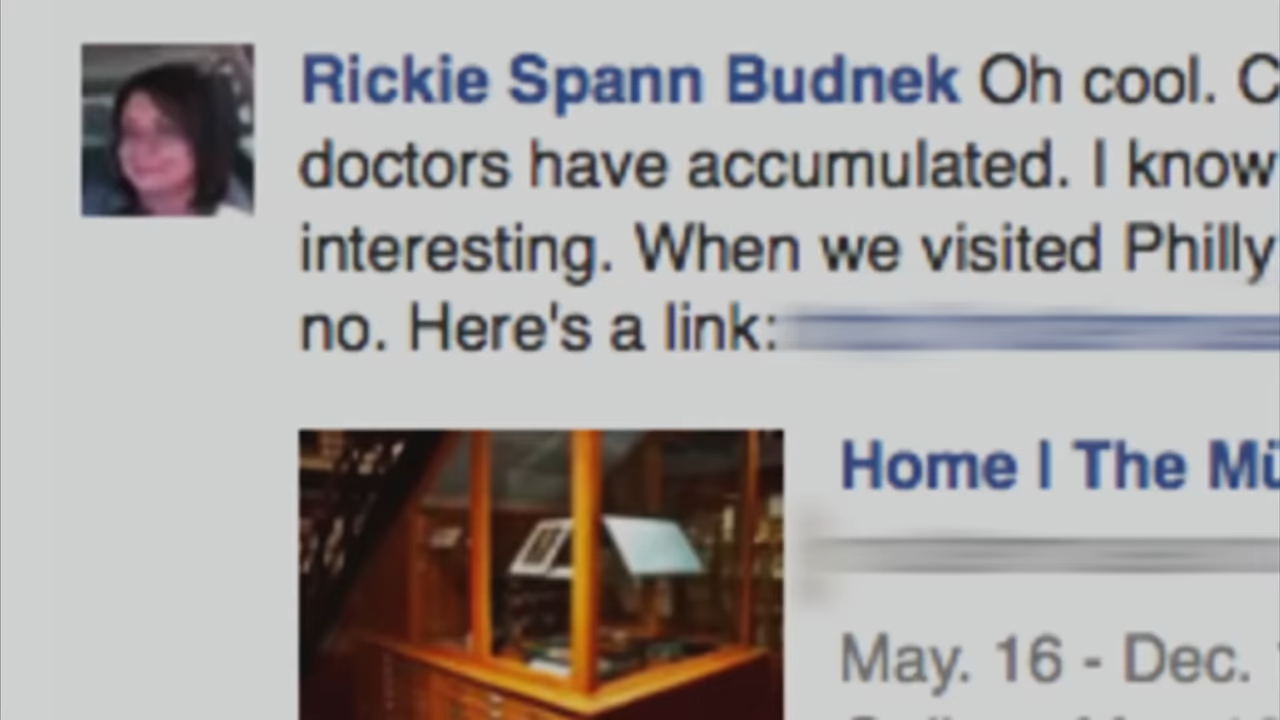 Rickie Spann Budnek Oh cool. C
doctors have accumulated. I know
interesting. When we visited Philly
no. Here's a link:
Home | The Mü
May. 16 - Dec.